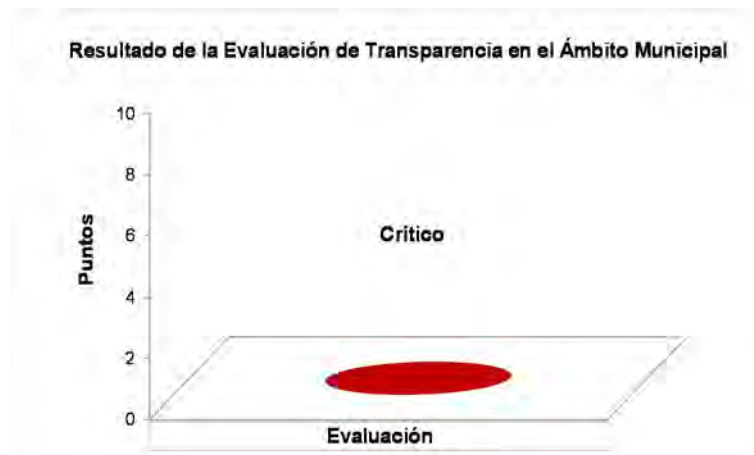 Resultado de la Evaluación de Transparencia en el Ámbito Municipal
10
8
6
4
2
0
Puntos
Crítico
Evaluación